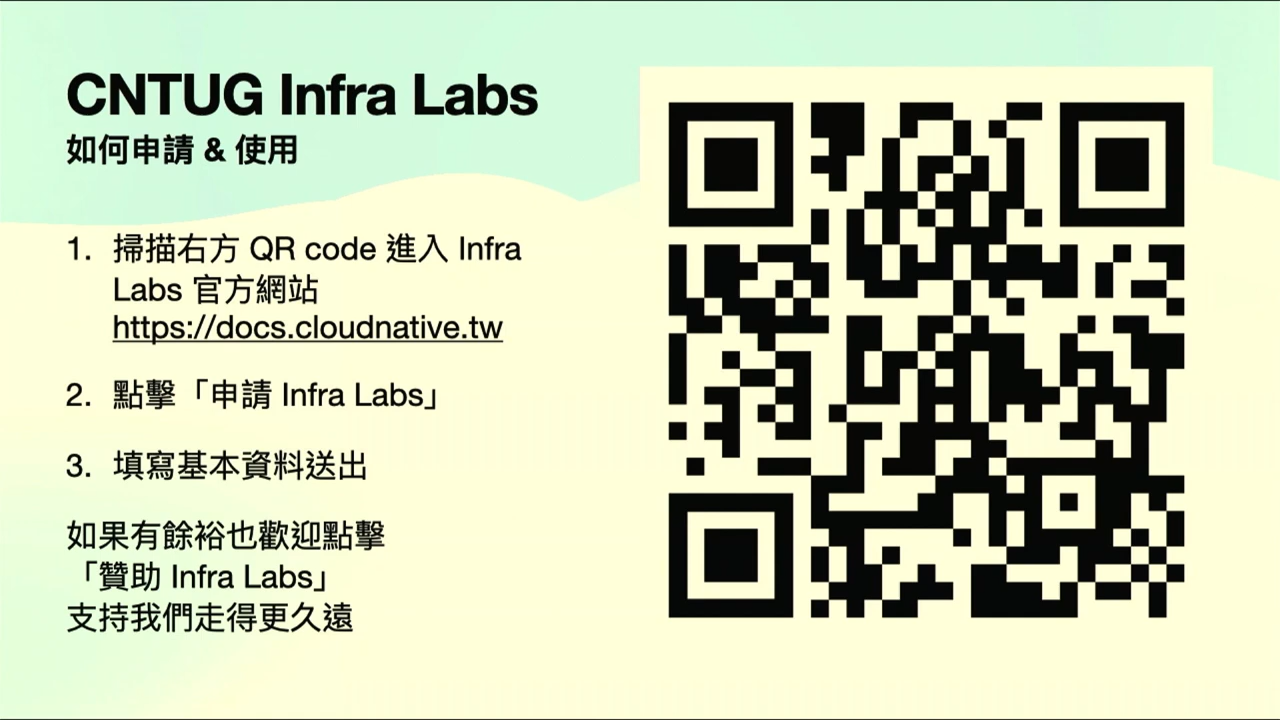 CNTUG Infra Labs
如何申請 & 使用
1. 掃描右方 QR code 進入 Infra
Labs 官方網站
https://docs.cloudnative.tw
2. 點擊「申請 Infra Labs」
3. 填寫基本資料送出
如果有餘裕也歡迎點擊
「贊助 Infra Labs」
支持我們走得更久遠